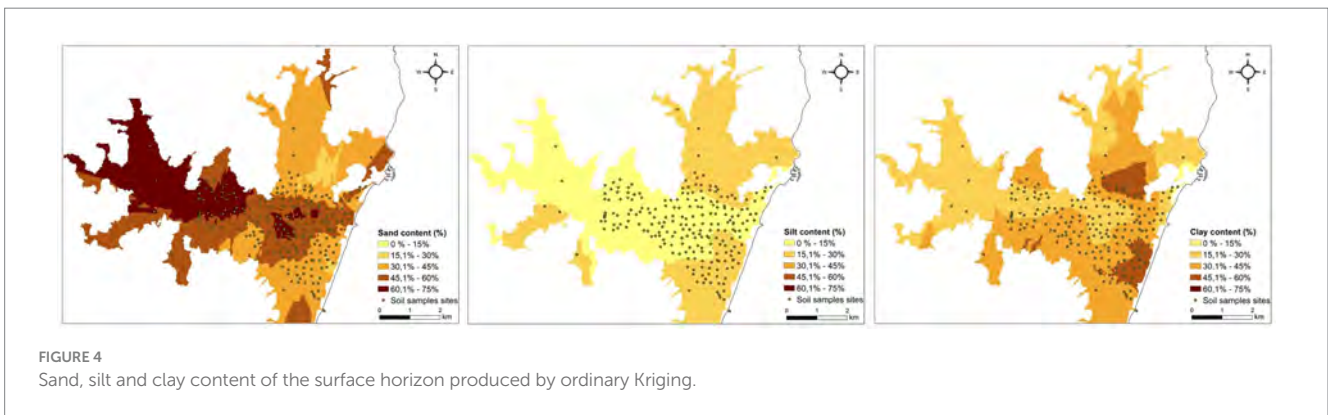 N
W E
S
Sand content (%)
0 % - 15%
15,1% - 30%
30,1% - 45%
45,1% - 60%
60,1% - 75%
Soil samples sites
0 1 2
km
N
W E
S
Silt content (%)
0 % - 15%
15,1% - 30%
30,1% - 45%
45,1% - 60%
60,1% - 75%
Soil samples sites
0 1 2
km
N
W E
S
Clay content (%)
0 % - 15%
15,1% - 30%
30,1% - 45%
45,1% - 60%
60,1% - 75%
Soil samples sites
0 1 2
km
FIGURE 4
Sand, silt and clay content of the surface horizon produced by ordinary Kriging.